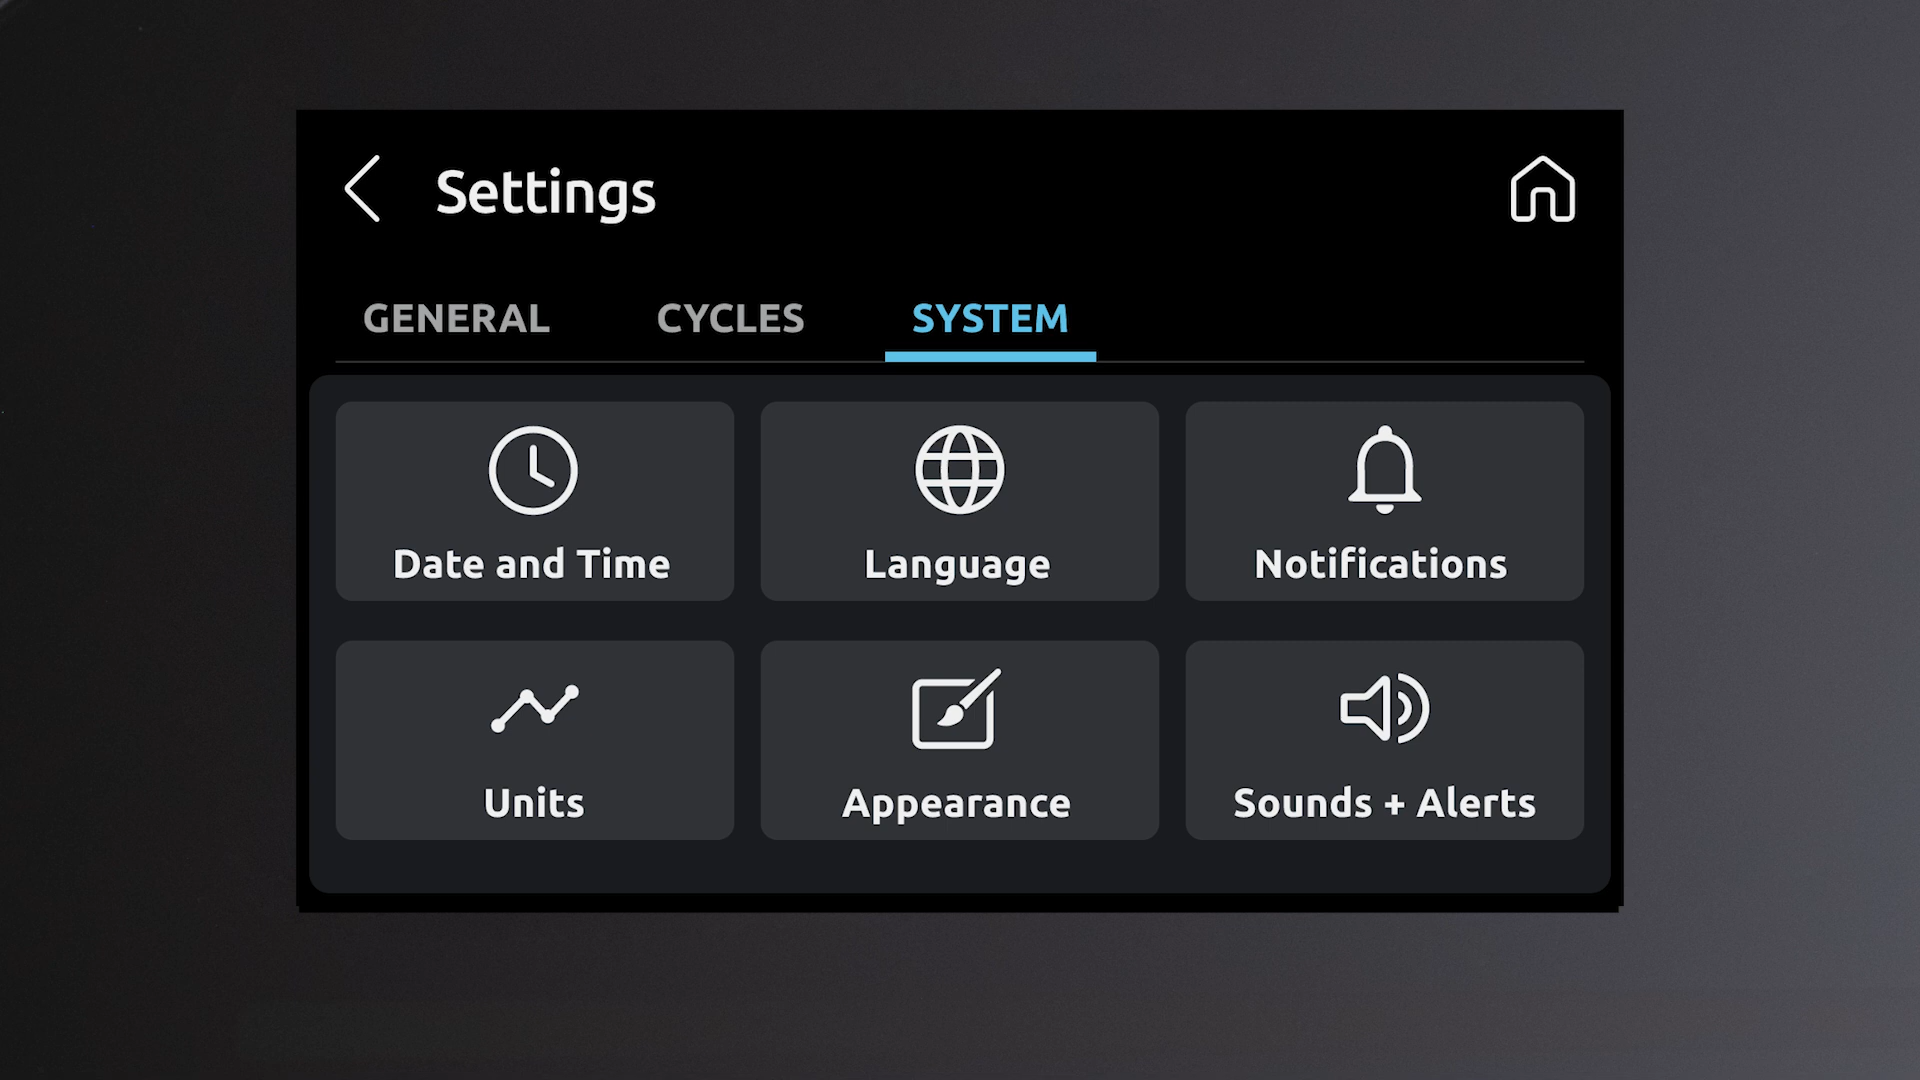 Settings
GENERAL
CYCLES
SYSTEM
Date and Time
Language
Notifications
Units
Appearance
Sounds + Alerts